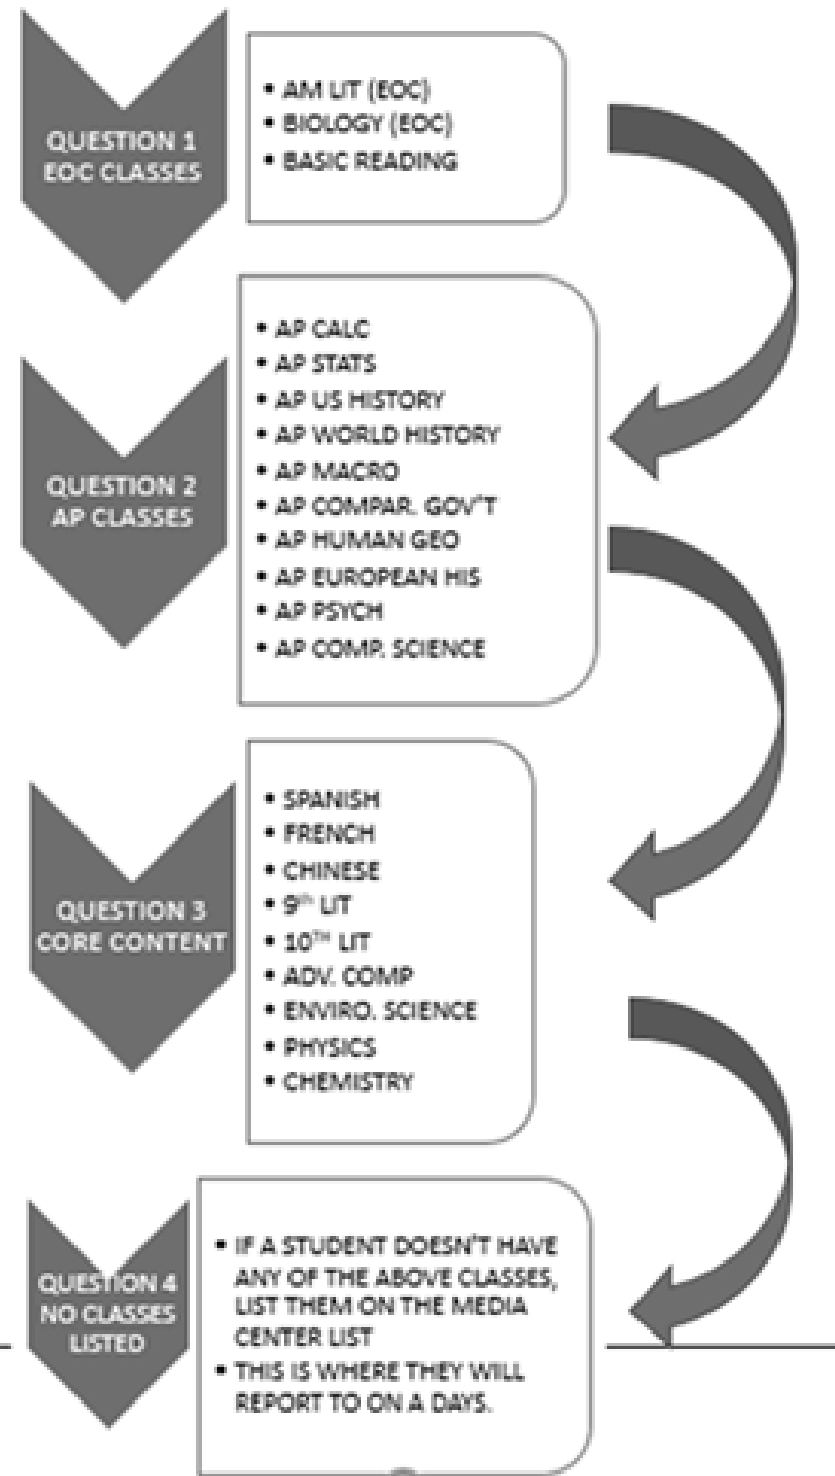 QUESTION 1
EOC CLASSES
• AM LIT (EOC)
• BIOLOGY (EOC)
• BASIC READING
QUESTION 2
AP CLASSES
• AP CALC
• AP STATS
• AP US HISTORY
• AP WORLD HISTORY
• AP MACRO
• AP COMPAR. GOV'T
• AP HUMAN GEO
• AP EUROPEAN HIS
• AP PSYCH
• AP COMP. SCIENCE
QUESTION 3
CORE CONTENT
• SPANISH
• FRENCH
• CHINESE
• 9th LIT
• 10TH LIT
• ADV. COMP
• ENVIRO. SCIENCE
• PHYSICS
• CHEMISTRY
QUESTION 4
NO CLASSES
LISTED
• IF A STUDENT DOESN'T HAVE
ANY OF THE ABOVE CLASSES,
LIST THEM ON THE MEDIA
CENTER LIST
• THIS IS WHERE THEY WILL
REPORT TO ON A DAYS.